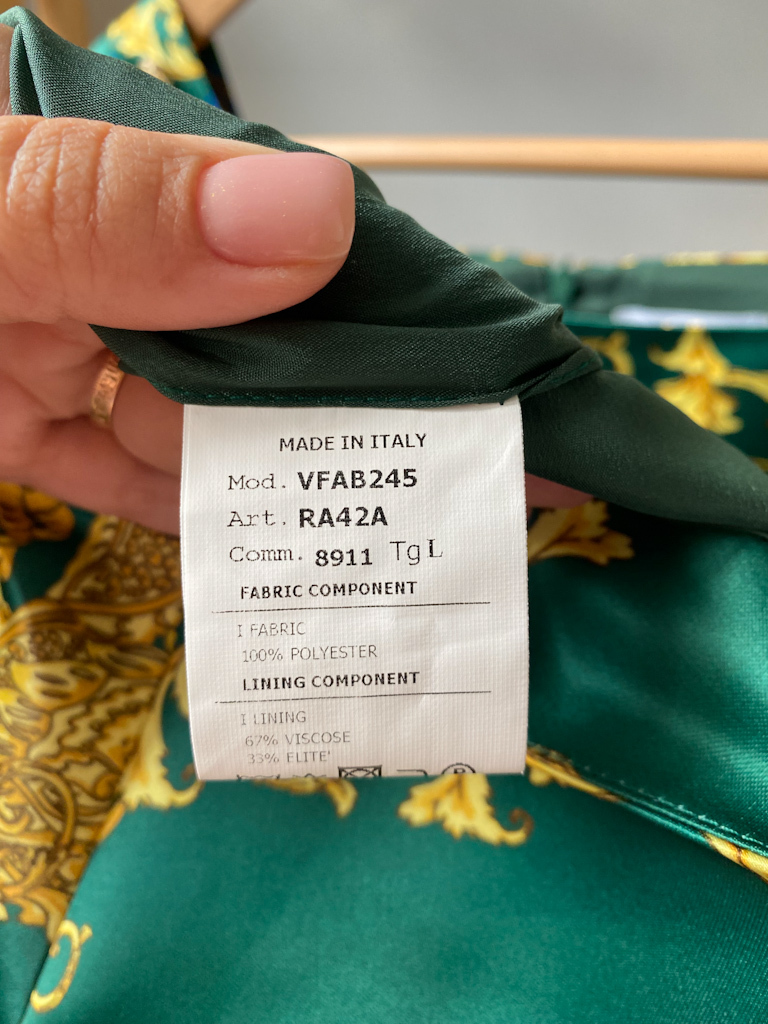 MADE IN ITALY
Mod. VFAB245
Art. RA42A
Comm. 8911 Tg L
FABRIC COMPONENT
I FABRIC
100% POLYESTER
LINING COMPONENT
I LINING
67% VISCOSE
33% ELITE'
P